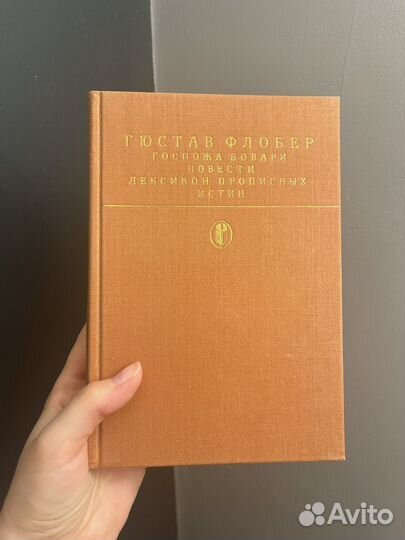 ГЮСТАВ ФЛОБЕР
ГОСПОЖА БОВАРИ
ПОВЕСТИ
ЛЕКСИКОН ПРОПИСНЫХ
ИСТИН
Avito